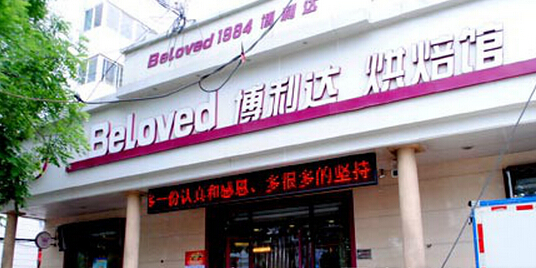 Beloved 1984 博利达
Beloved 博利达 烘焙馆
多一份认真和感恩、多很多的坚持